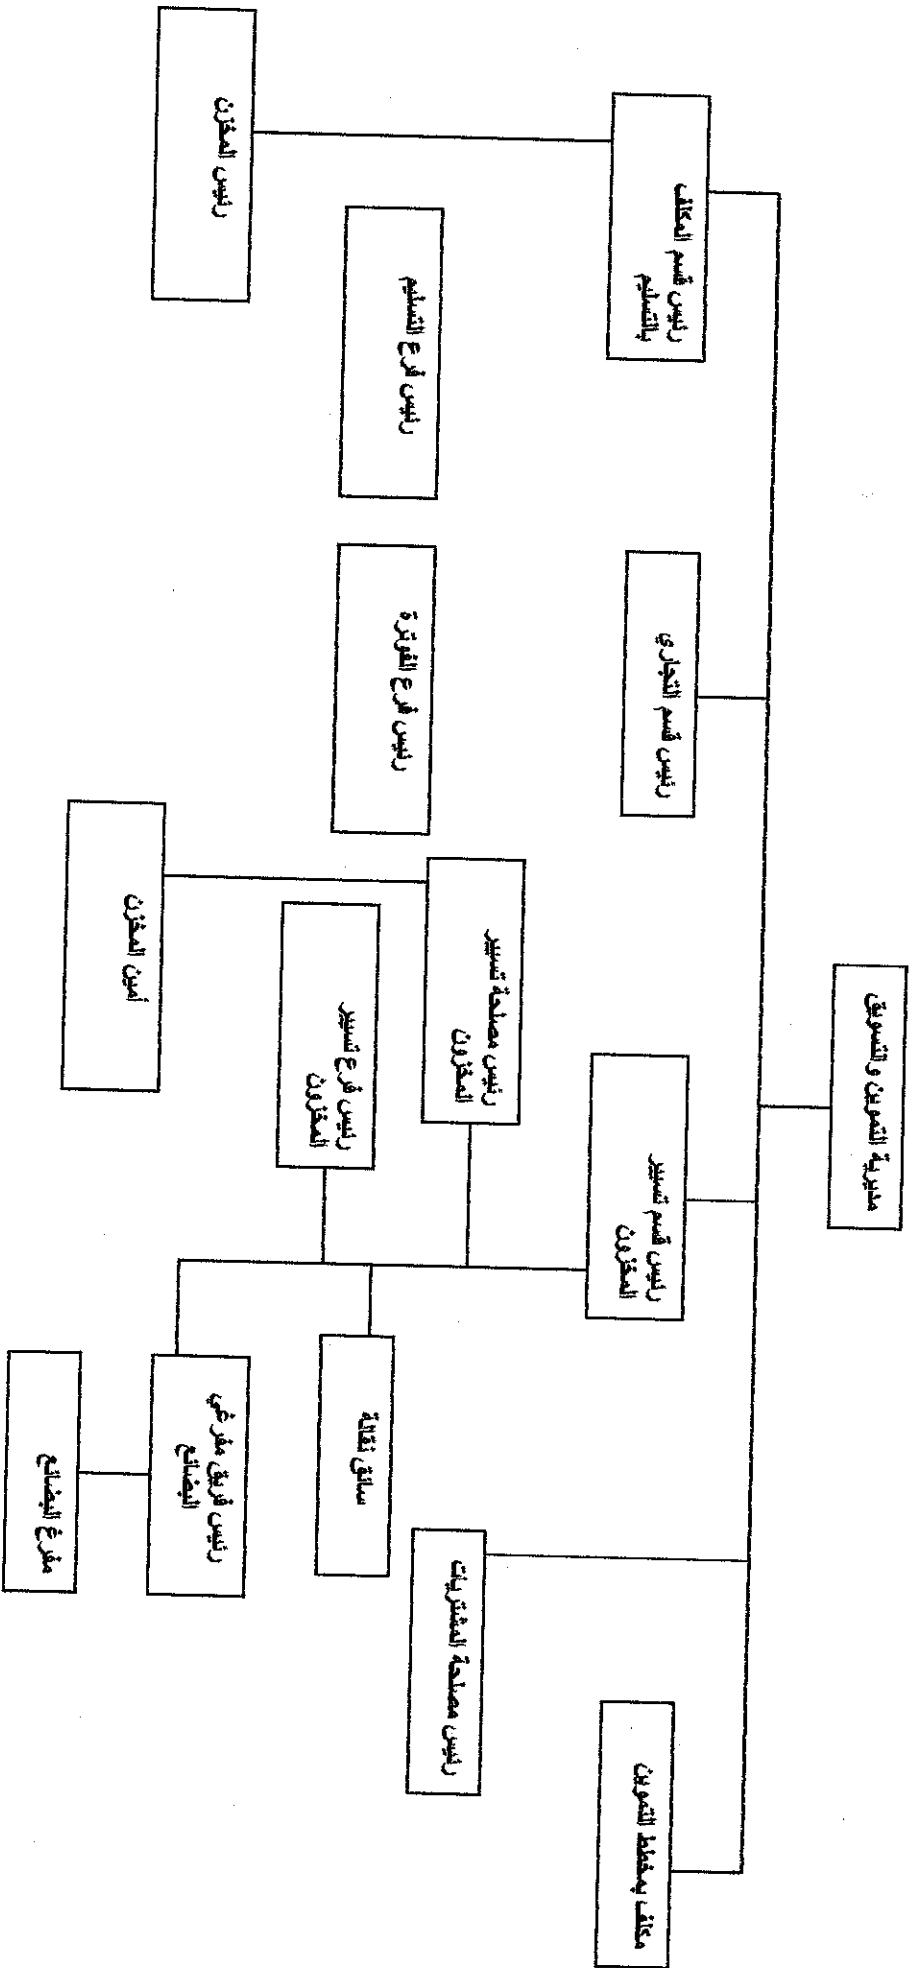 مديرية التموين والتسويق
مكلف بمخطط التموين
رئيس مصلحة المشتريات
رئيس قسم تسيير
المخزون
رئيس قسم التجاري
رئيس قسم المكلف
بالتسليم
رئيس مصلحة تسيير
المخزون
رئيس فرع تسيير
المخزون
سائق نقالة
رئيس فريق مفرغي
البضائع
مفرغ البضائع
أمين المخزن
رئيس فرع الفوترة
رئيس فرع التسليم
رئيس المخزن